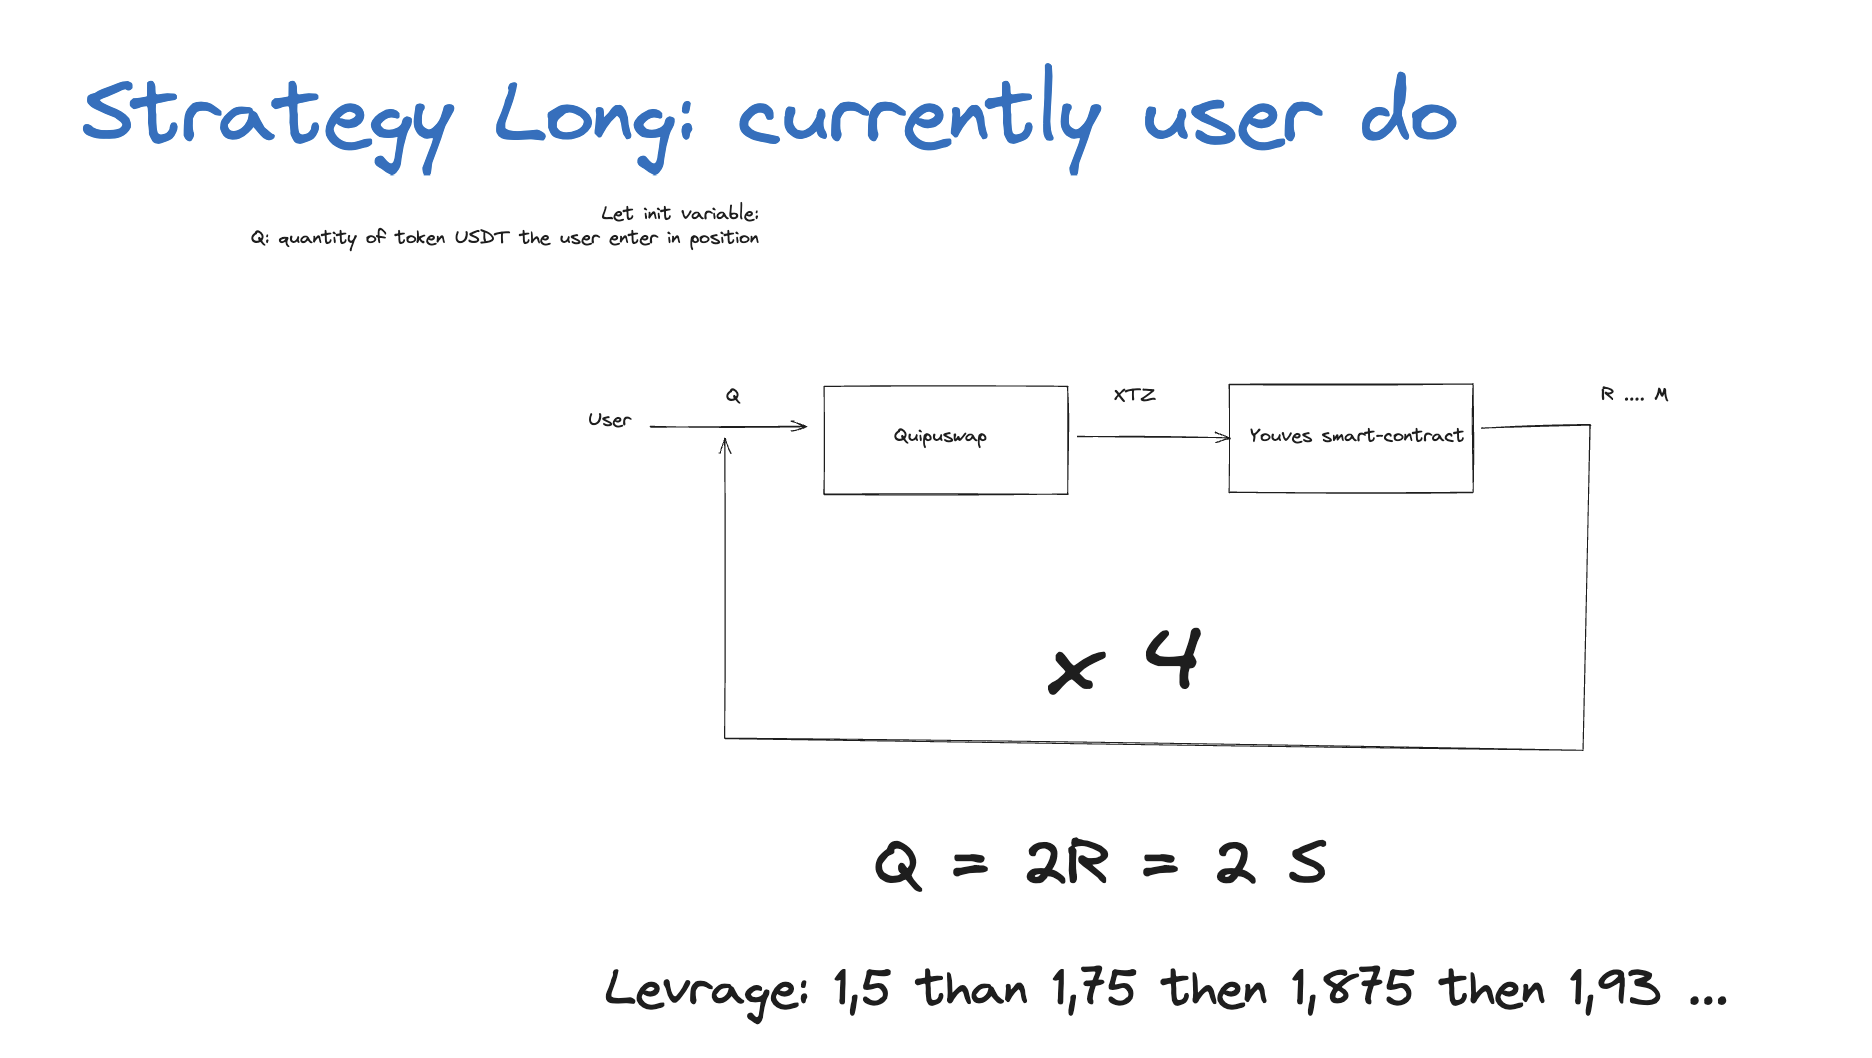 Strategy Long: currently user do
Let init variable:
Q: quantity of token USDT the user enter in position
User
Q
Quipuswap
XTZ
Youves smart-contract
R .... M
x 4
Q = 2R = 2 S
Levrage: 1,5 than 1,75 then 1,875 then 1,93 ...